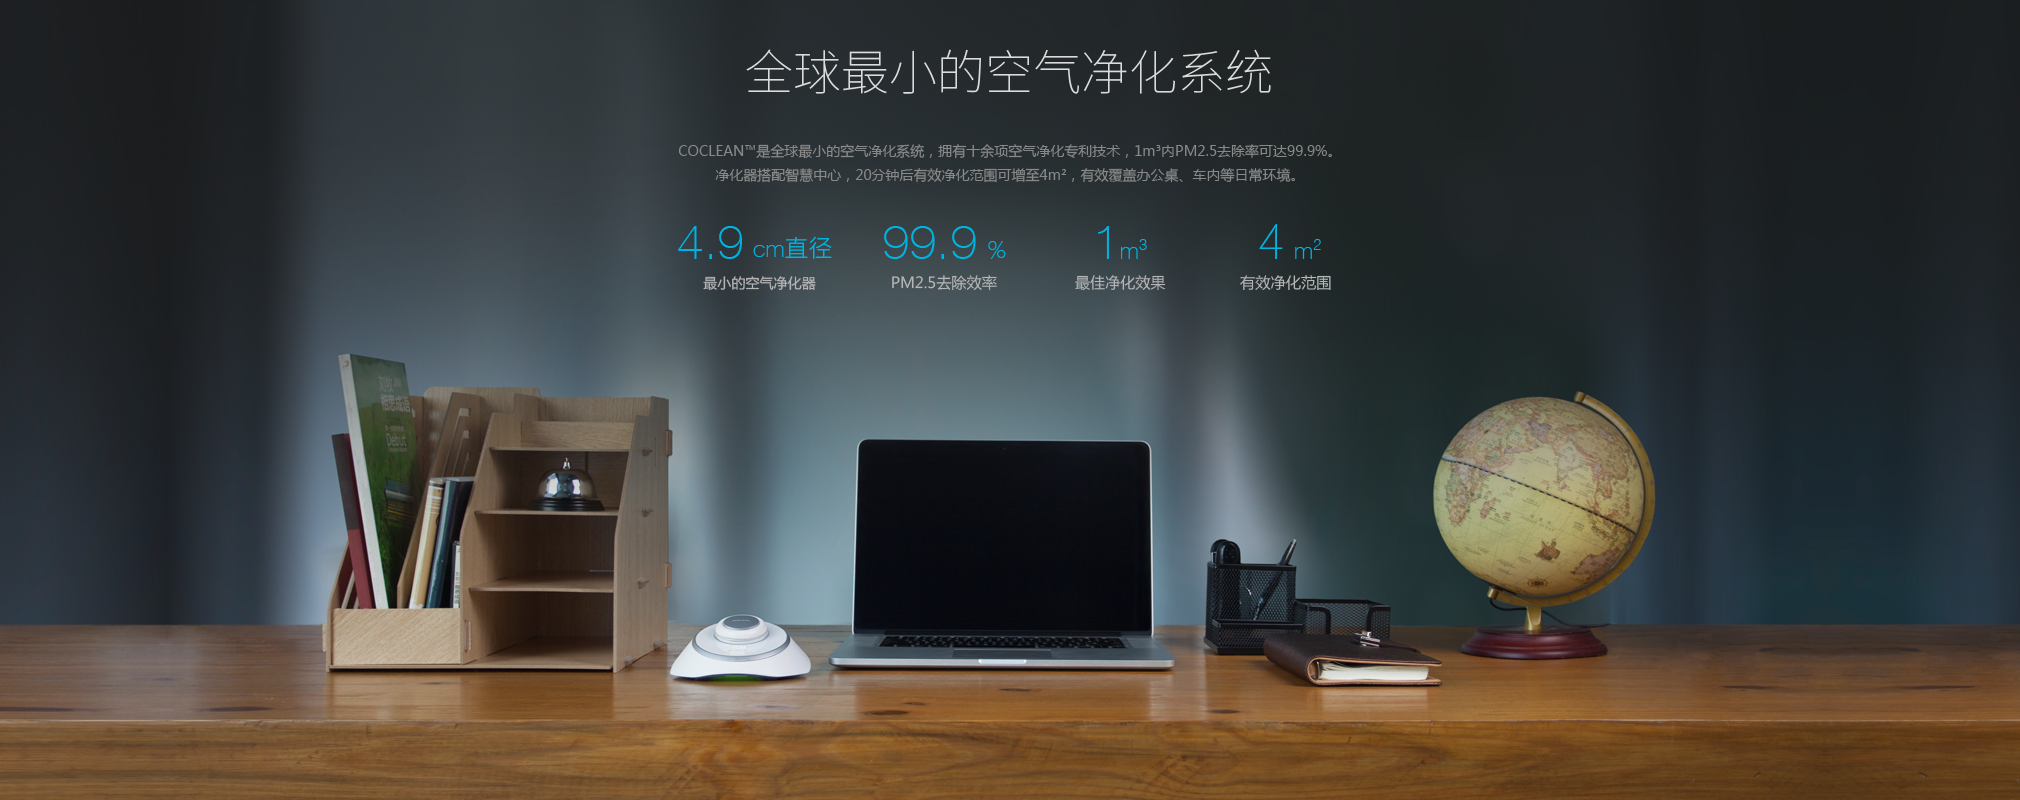 全球最小的空气净化系统
COCLEAN™是全球最小的空气净化系统，拥有十余项空气净化专利技术，1m³内PM2.5去除率可达99.9%。
净化器搭配智慧中心，20分钟后有效净化范围可增至4m²，有效覆盖办公桌、车内等日常环境。
4.9 cm直径
最小的空气净化器
99.9 %
PM2.5去除效率
1 m³
最佳净化效果
4 m²
有效净化范围
Debut